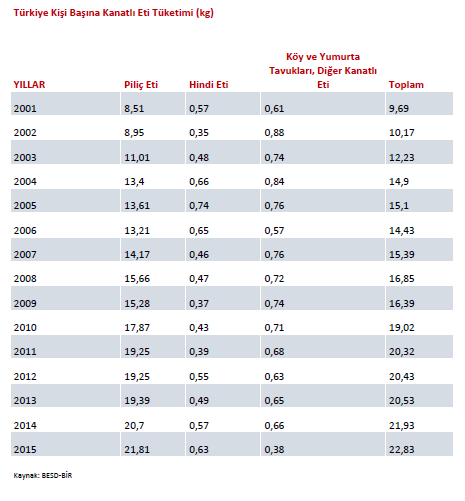 Türkiye Kişi Başına Kanatlı Eti Tüketimi (kg)
Köy ve Yumurta
Tavukları, Diğer Kanatlı
YILLAR Piliç Eti Hindi Eti Eti Toplam
2001 8,51 0,57 0,61 9,69
2002 8,95 0,35 0,88 10,17
2003 11,01 0,48 0,74 12,23
2004 13,4 0,66 0,84 14,9
2005 13,61 0,74 0,76 15,1
2006 13,21 0,65 0,57 14,43
2007 14,17 0,46 0,76 15,39
2008 15,66 0,47 0,72 16,85
2009 15,28 0,37 0,74 16,39
2010 17,87 0,43 0,71 19,02
2011 19,25 0,39 0,68 20,32
2012 19,25 0,55 0,63 20,43
2013 19,39 0,49 0,65 20,53
2014 20,7 0,57 0,66 21,93
2015 21,81 0,63 0,38 22,83
Kaynak: BESD-BİR